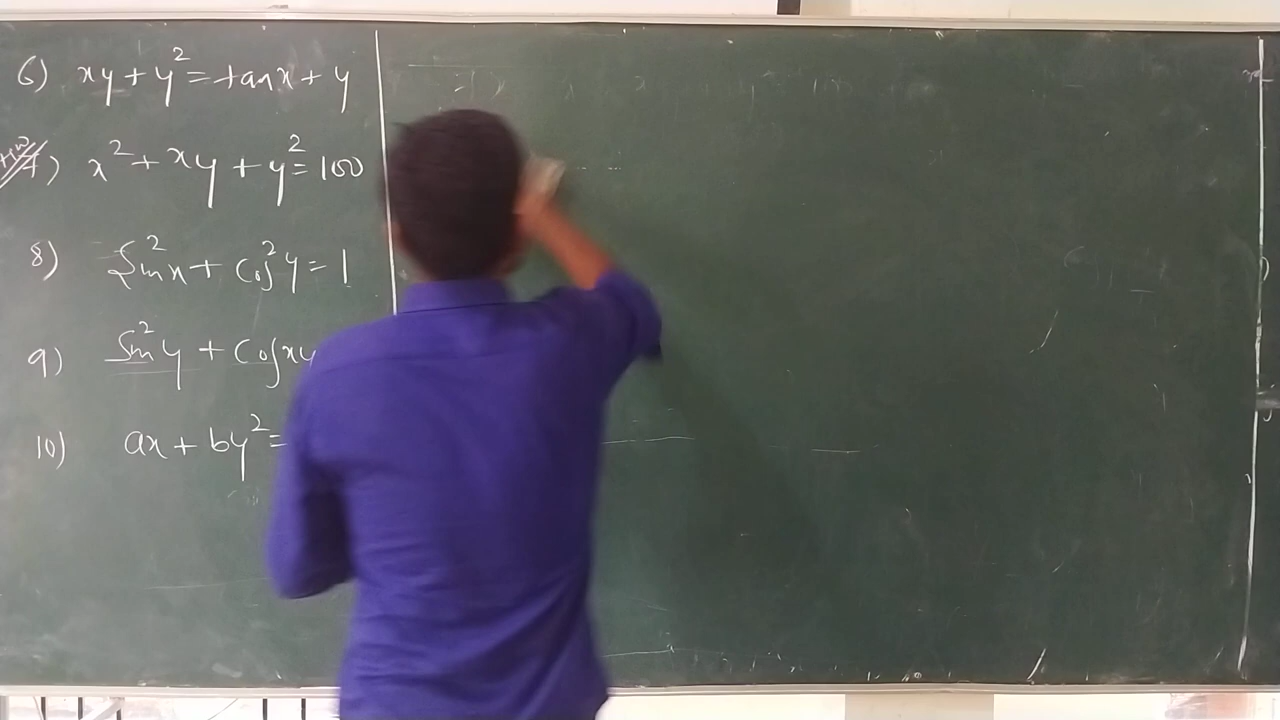 6) xy + y² = tan x + y
7) x² + xy + y² = 100
8) Sin²x + Cos²y = 1
9) Sin²y + Cos xy
10) ax + by² =